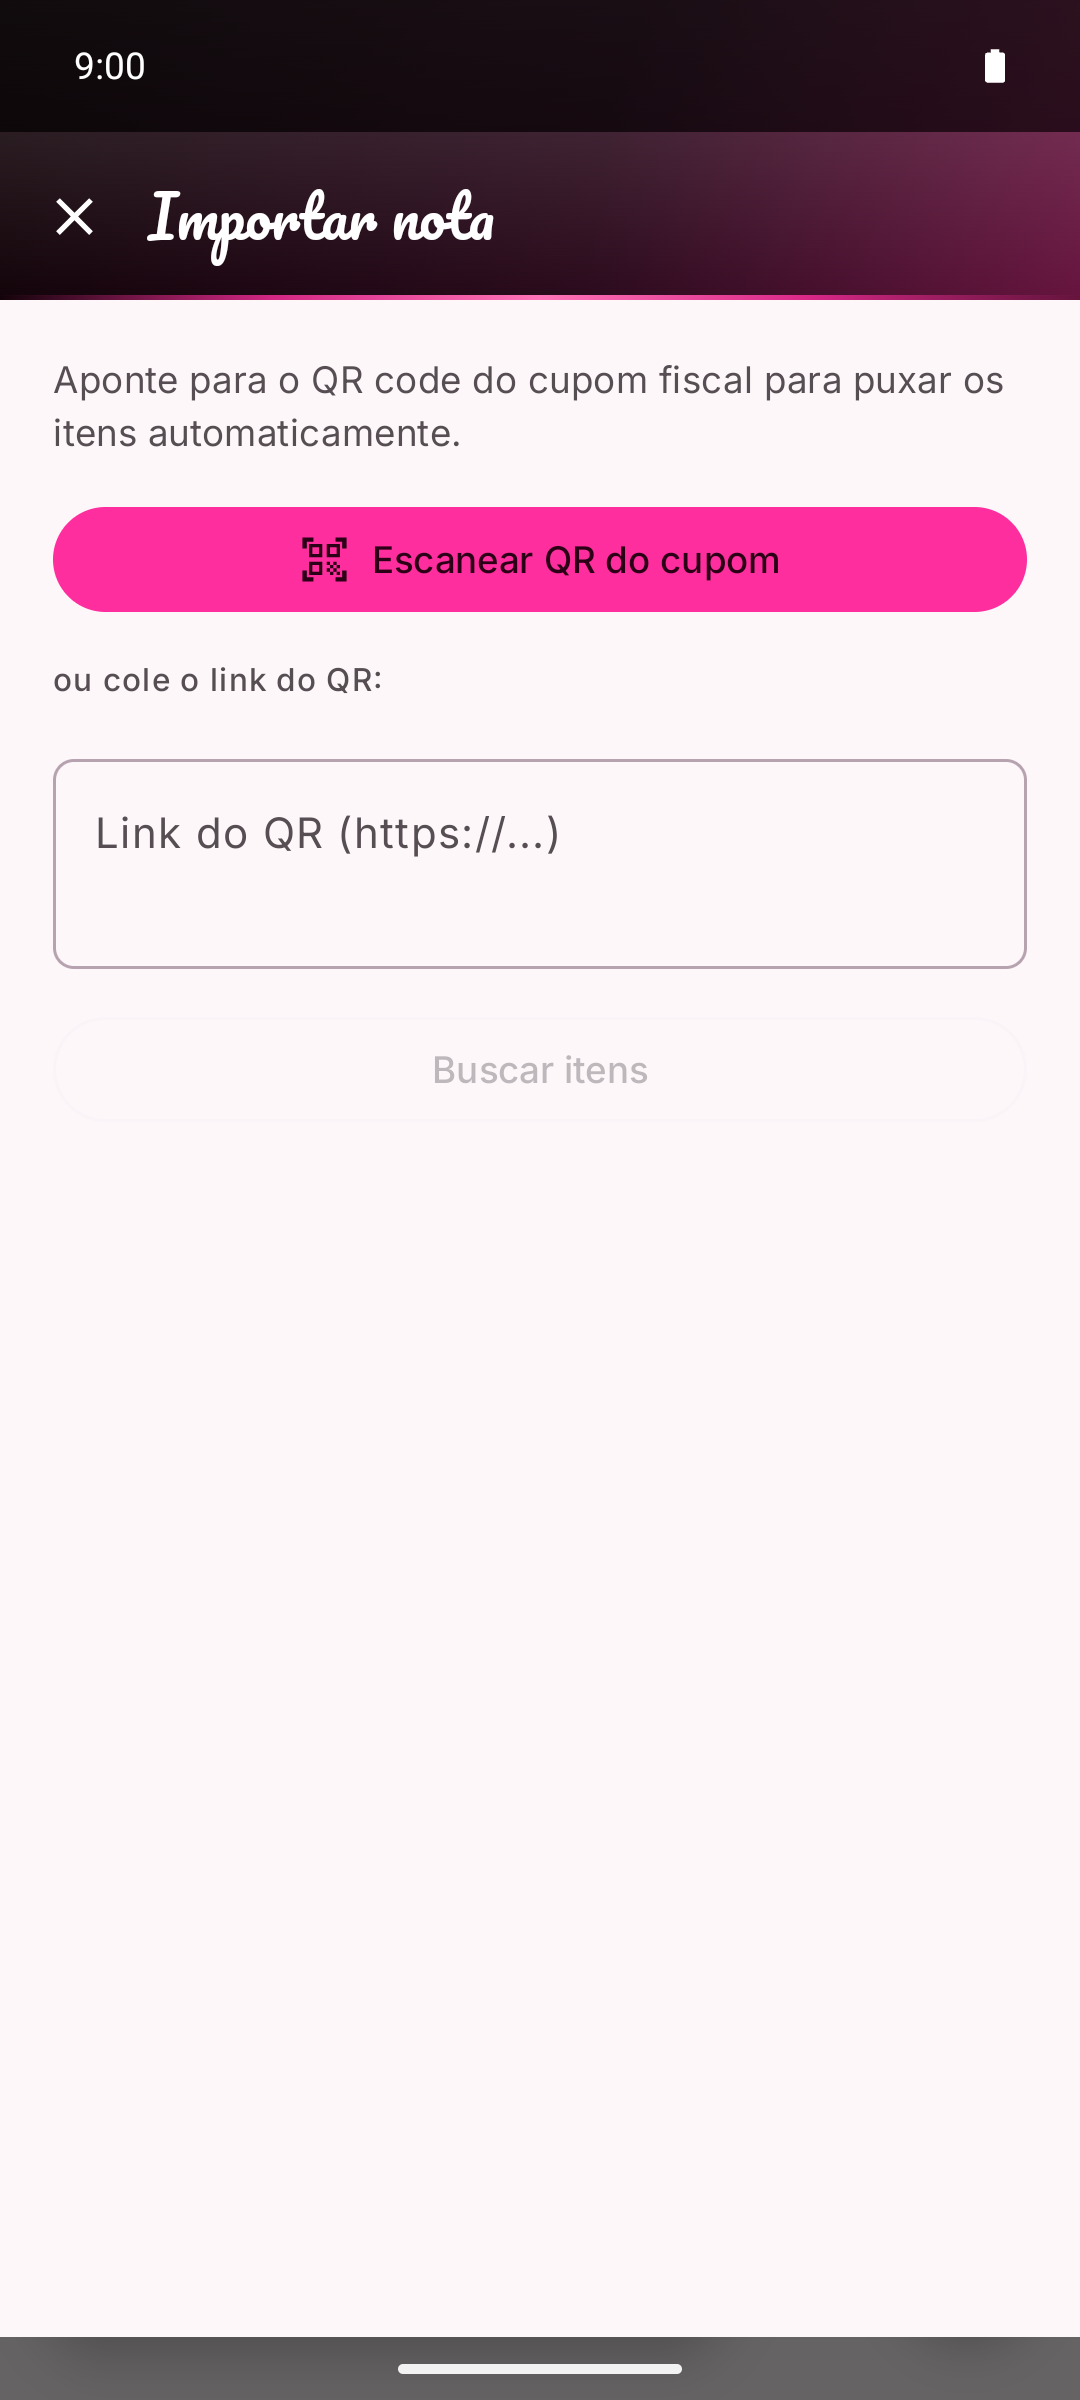 9:00
Importar nota
Aponte para o QR code do cupom fiscal para puxar os
itens automaticamente.
Escanear QR do cupom
ou cole o link do QR:
Link do QR (https://...)
Buscar itens